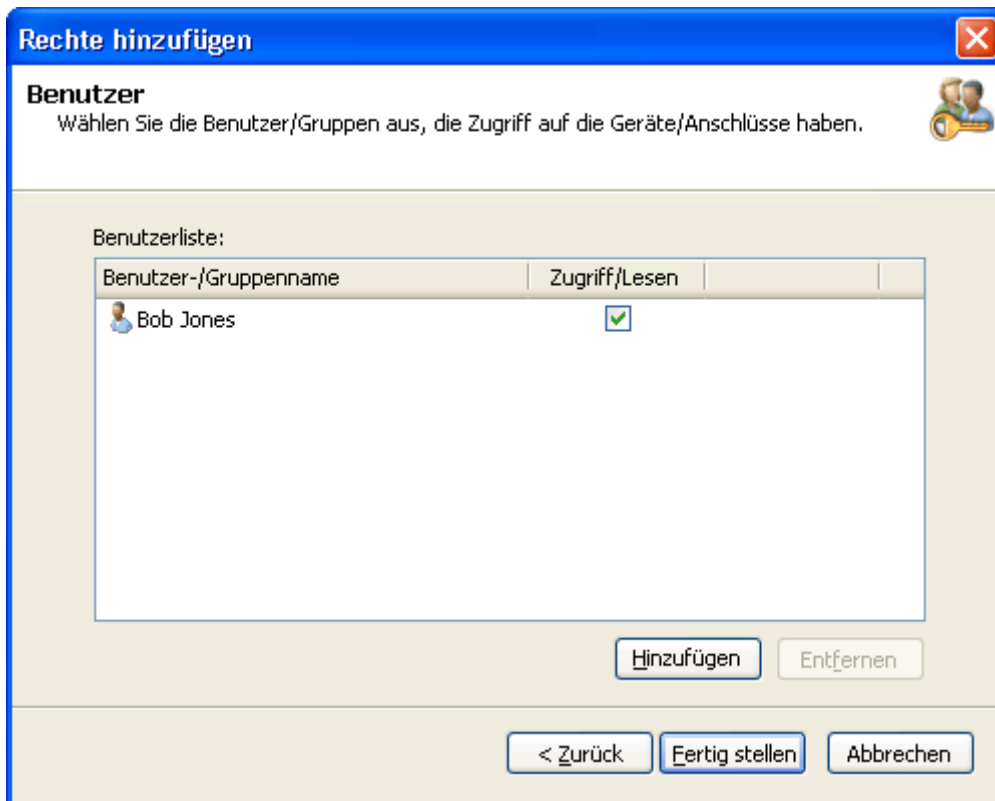 Rechte hinzufügen
Benutzer
Wählen Sie die Benutzer/Gruppen aus, die Zugriff auf die Geräte/Anschlüsse haben.
Benutzerliste:
Benutzer-/Gruppenname Zugriff/Lesen
Bob Jones
Hinzufügen Entfernen
< Zurück Fertig stellen Abbrechen